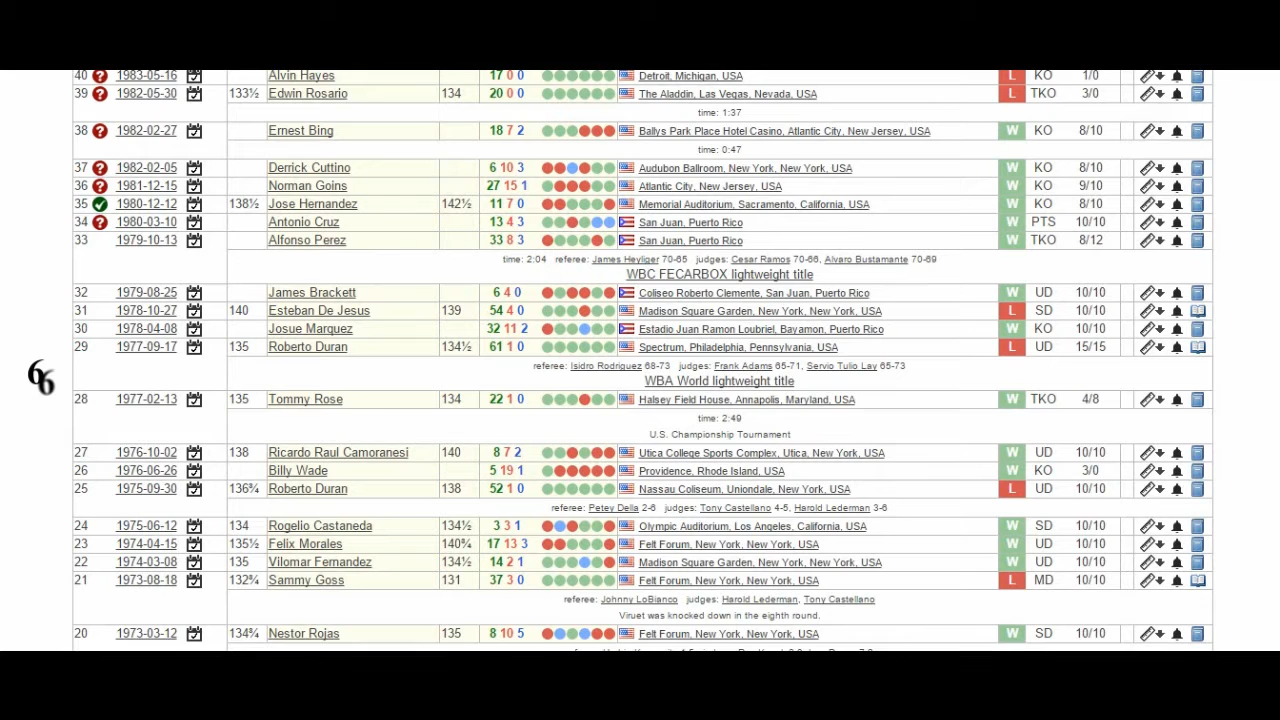 40 1983-05-16 Alvin Hayes 17 0 0 Detroit, Michigan, USA L KO 1/0
39 1982-05-30 133½ Edwin Rosario 134 20 0 0 The Aladdin, Las Vegas, Nevada, USA L TKO 3/0
time: 1:37
38 1982-02-27 Ernest Bing 18 7 2 Ballys Park Place Hotel Casino, Atlantic City, New Jersey, USA W KO 8/10
time: 0:47
37 1982-02-05 Derrick Cuttino 6 10 3 Audubon Ballroom, New York, New York, USA W KO 8/10
36 1981-12-15 Norman Goins 27 15 1 Atlantic City, New Jersey, USA W KO 9/10
35 1980-12-12 138½ Jose Hernandez 142½ 11 7 0 Memorial Auditorium, Sacramento, California, USA W KO 8/10
34 1980-03-10 Antonio Cruz 13 4 3 San Juan, Puerto Rico W PTS 10/10
33 1979-10-13 Alfonso Perez 33 8 3 San Juan, Puerto Rico W TKO 8/12
time: 2:04 referee: James Heyliger 70-65 judges: Cesar Ramos 70-66, Alvaro Bustamante 70-69
WBC FECARBOX lightweight title
32 1979-08-25 James Brackett 6 4 0 Coliseo Roberto Clemente, San Juan, Puerto Rico W UD 10/10
31 1978-10-27 140 Esteban De Jesus 139 54 4 0 Madison Square Garden, New York, New York, USA L SD 10/10
30 1978-04-08 Josue Marquez 32 11 2 Estadio Juan Ramon Loubriel, Bayamon, Puerto Rico W KO 10/10
29 1977-09-17 135 Roberto Duran 134½ 61 1 0 Spectrum, Philadelphia, Pennsylvania, USA L UD 15/15
referee: Isidro Rodriguez 68-73 judges: Frank Adams 65-71, Servio Tulio Lay 65-73
WBA World lightweight title
66
28 1977-02-13 135 Tommy Rose 134 22 1 0 Halsey Field House, Annapolis, Maryland, USA W TKO 4/8
time: 2:49
U.S. Championship Tournament
27 1976-10-02 138 Ricardo Raul Camoranesi 140 8 7 2 Utica College Sports Complex, Utica, New York, USA W UD 10/10
26 1976-06-26 Billy Wade 5 19 1 Providence, Rhode Island, USA W KO 3/0
25 1975-09-30 136¾ Roberto Duran 138 52 1 0 Nassau Coliseum, Uniondale, New York, USA L UD 10/10
referee: Petey Della 2-6 judges: Tony Castellano 4-5, Harold Lederman 3-6
24 1975-06-12 134 Rogelio Castaneda 134½ 3 3 1 Olympic Auditorium, Los Angeles, California, USA W SD 10/10
23 1974-04-15 135½ Felix Morales 140¾ 17 13 3 Felt Forum, New York, New York, USA W UD 10/10
22 1974-03-08 135 Vilomar Fernandez 134½ 14 2 1 Madison Square Garden, New York, New York, USA W UD 10/10
21 1973-08-18 132¾ Sammy Goss 131 37 3 0 Felt Forum, New York, New York, USA L MD 10/10
referee: Johnny LoBianco judges: Harold Lederman, Tony Castellano
Viruet was knocked down in the eighth round.
20 1973-03-12 134¾ Nestor Rojas 135 8 10 5 Felt Forum, New York, New York, USA W SD 10/10